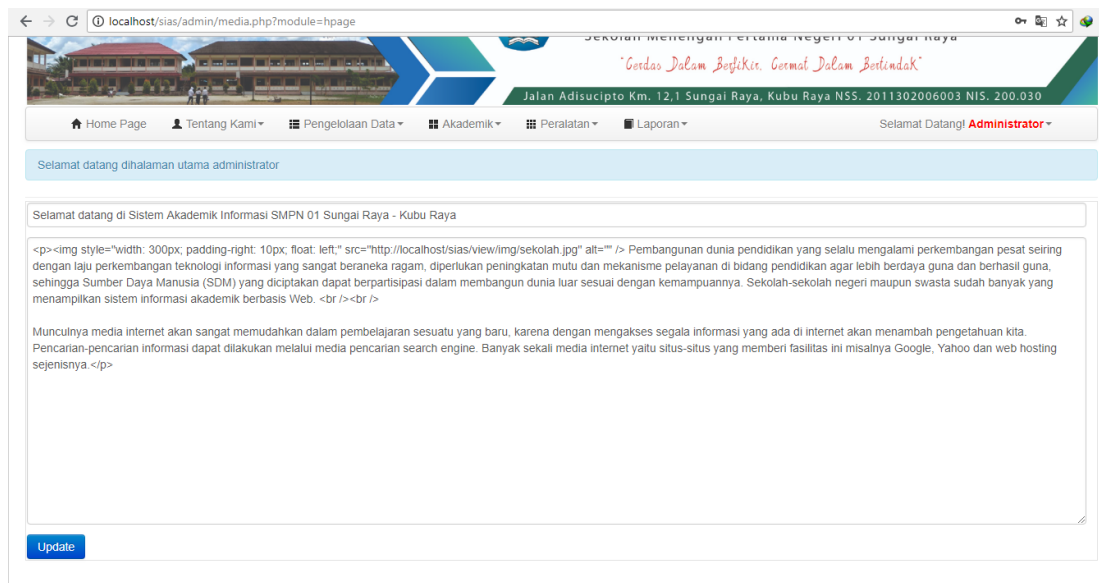 localhost/sias/admin/media.php?module=hpage
Sekolah Menengah Pertama Negeri 01 Sungai Raya
"Cerdas Dalam Berfikir, Cermat Dalam Bertindak"
Jalan Adisucipto Km. 12,1 Sungai Raya, Kubu Raya NSS. 2011302006003 NIS. 200.030
Home Page Tentang Kami Pengelolaan Data Akademik Peralatan Laporan Selamat Datang! Administrator
Selamat datang dihalaman utama administrator
Selamat datang di Sistem Akademik Informasi SMPN 01 Sungai Raya - Kubu Raya
<p><img style="width: 300px; padding-right: 10px; float: left;" src="http://localhost/sias/view/img/sekolah.jpg" alt="" /> Pembangunan dunia pendidikan yang selalu mengalami perkembangan pesat seiring
dengan laju perkembangan teknologi informasi yang sangat beraneka ragam, diperlukan peningkatan mutu dan mekanisme pelayanan di bidang pendidikan agar lebih berdaya guna dan berhasil guna,
sehingga Sumber Daya Manusia (SDM) yang diciptakan dapat berpartisipasi dalam membangun dunia luar sesuai dengan kemampuannya. Sekolah-sekolah negeri maupun swasta sudah banyak yang
menampilkan sistem informasi akademik berbasis Web. <br /><br />
Munculnya media internet akan sangat memudahkan dalam pembelajaran sesuatu yang baru, karena dengan mengakses segala informasi yang ada di internet akan menambah pengetahuan kita.
Pencarian-pencarian informasi dapat dilakukan melalui media pencarian search engine. Banyak sekali media internet yaitu situs-situs yang memberi fasilitas ini misalnya Google, Yahoo dan web hosting
sejenisnya.</p>
Update